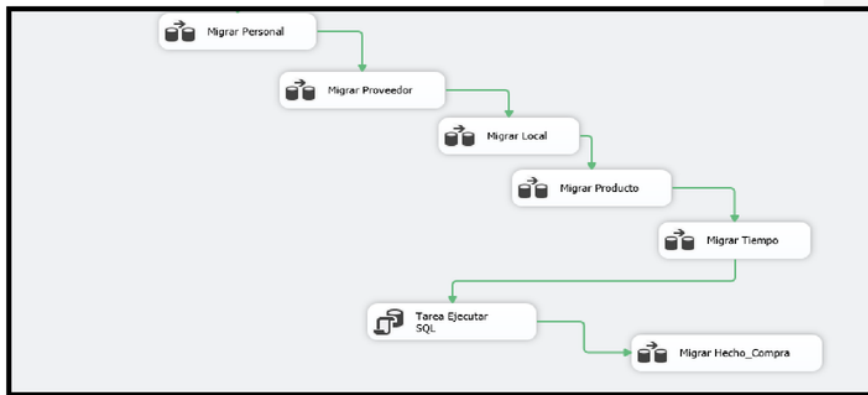 Migrar Personal
Migrar Proveedor
Migrar Local
Migrar Producto
Migrar Tiempo
Tarea Ejecutar
SQL
Migrar Hecho_Compra